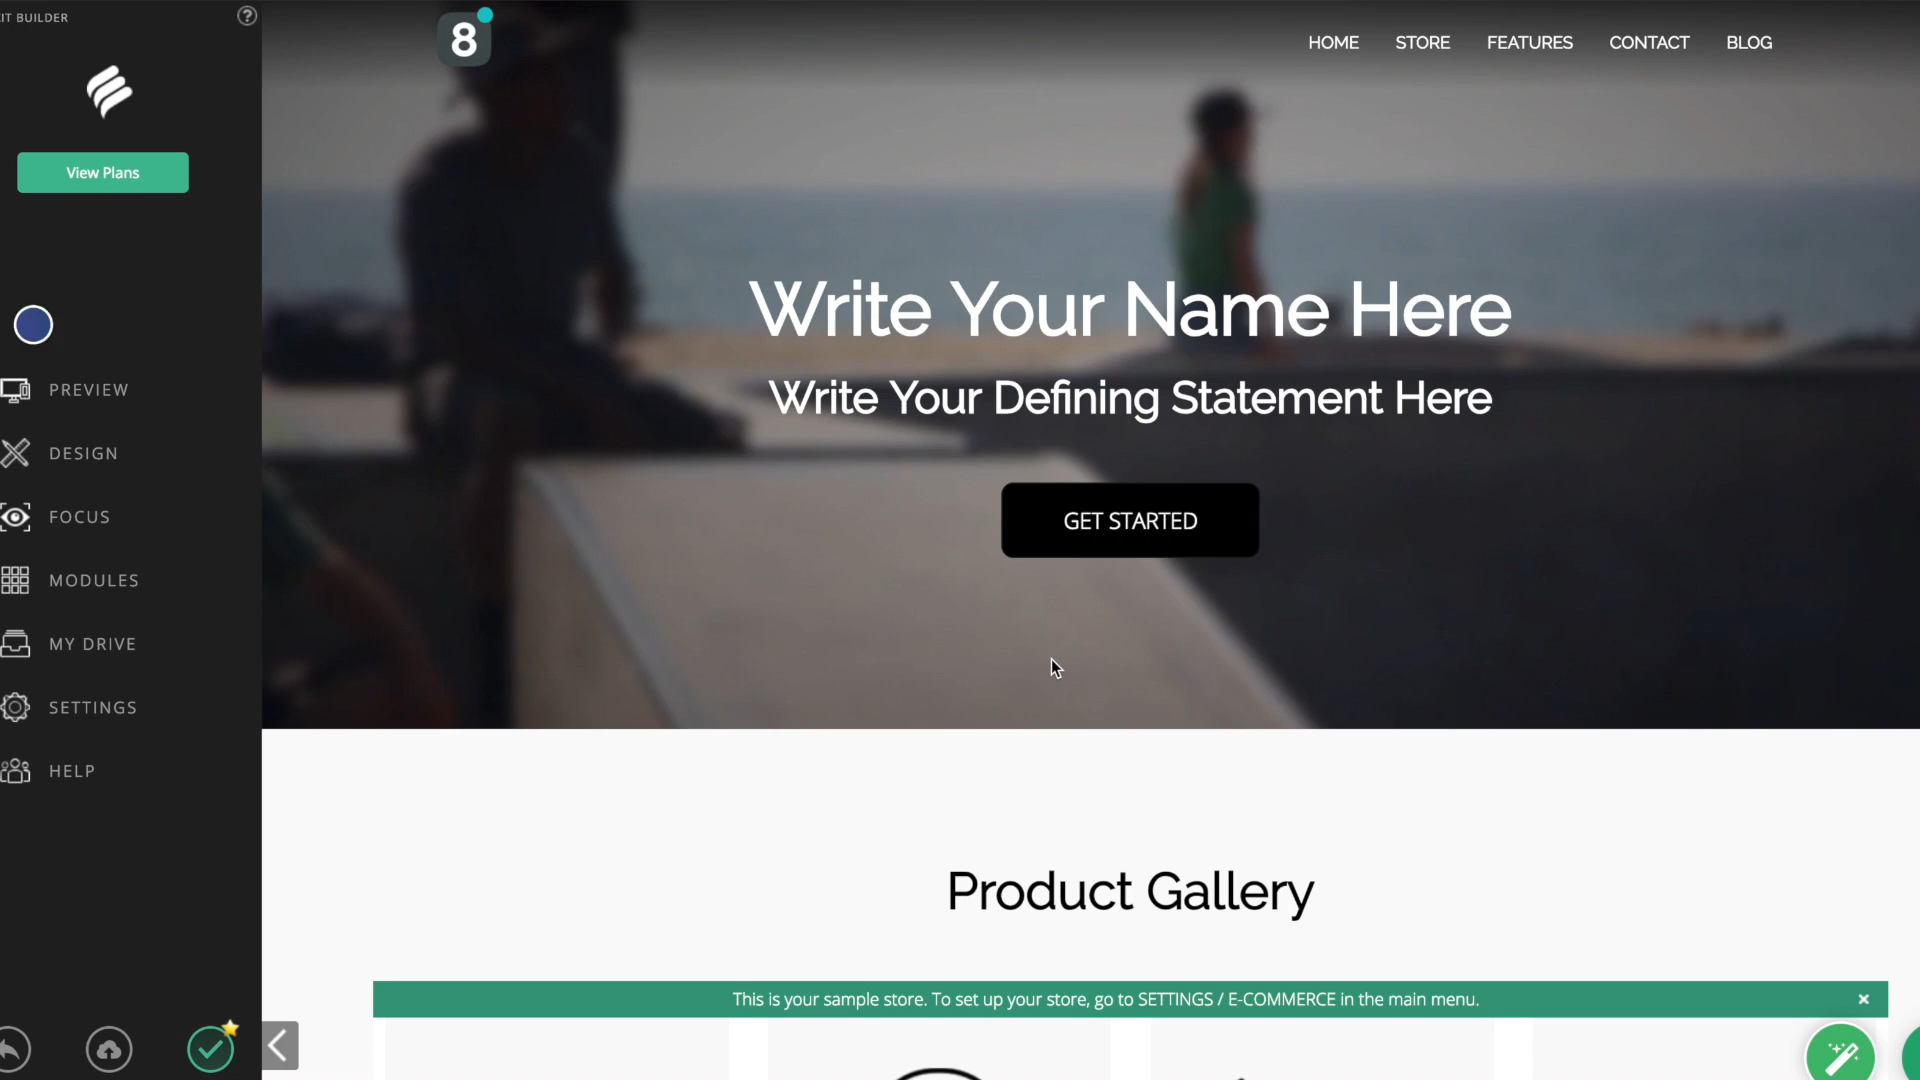 IT BUILDER
?
View Plans
PREVIEW
DESIGN
FOCUS
MODULES
MY DRIVE
SETTINGS
HELP
8
HOME STORE FEATURES CONTACT BLOG
Write Your Name Here
Write Your Defining Statement Here
GET STARTED
Product Gallery
This is your sample store. To set up your store, go to SETTINGS / E-COMMERCE in the main menu.